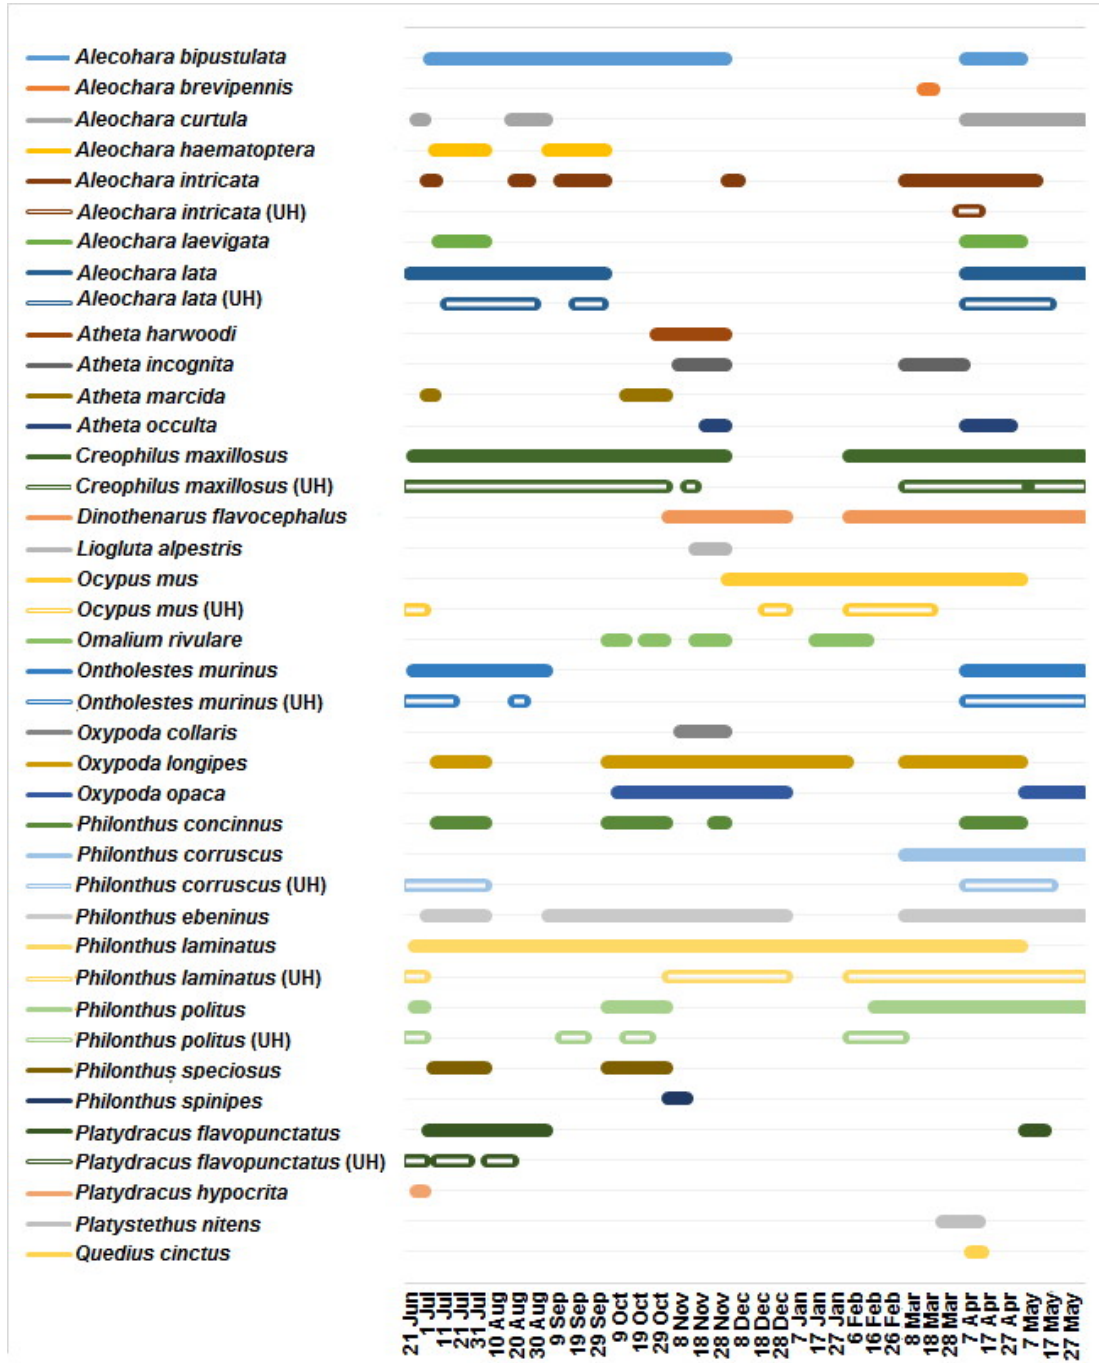 Alecohara bipustulata
Aleochara brevipennis
Aleochara curtula
Aleochara haematoptera
Aleochara intricata
Aleochara intricata (UH)
Aleochara laevigata
Aleochara lata
Aleochara lata (UH)
Atheta harwoodi
Atheta incognita
Atheta marcida
Atheta occulta
Creophilus maxillosus
Creophilus maxillosus (UH)
Dinothenarus flavocephalus
Liogluta alpestris
Ocypus mus
Ocypus mus (UH)
Omalium rivulare
Ontholestes murinus
Ontholestes murinus (UH)
Oxypoda collaris
Oxypoda longipes
Oxypoda opaca
Philonthus concinnus
Philonthus corruscus
Philonthus corruscus (UH)
Philonthus ebeninus
Philonthus laminatus
Philonthus laminatus (UH)
Philonthus politus
Philonthus politus (UH)
Philonthus speciosus
Philonthus spinipes
Platydracus flavopunctatus
Platydracus flavopunctatus (UH)
Platydracus hypocrita
Platystethus nitens
Quedius cinctus
21 Jun
1 Jul
11 Jul
21 Jul
31 Jul
10 Aug
20 Aug
30 Aug
9 Sep
19 Sep
29 Sep
9 Oct
19 Oct
29 Oct
8 Nov
18 Nov
28 Nov
8 Dec
18 Dec
28 Dec
7 Jan
17 Jan
27 Jan
6 Feb
16 Feb
26 Feb
8 Mar
18 Mar
28 Mar
7 Apr
17 Apr
27 Apr
7 May
17 May
27 May